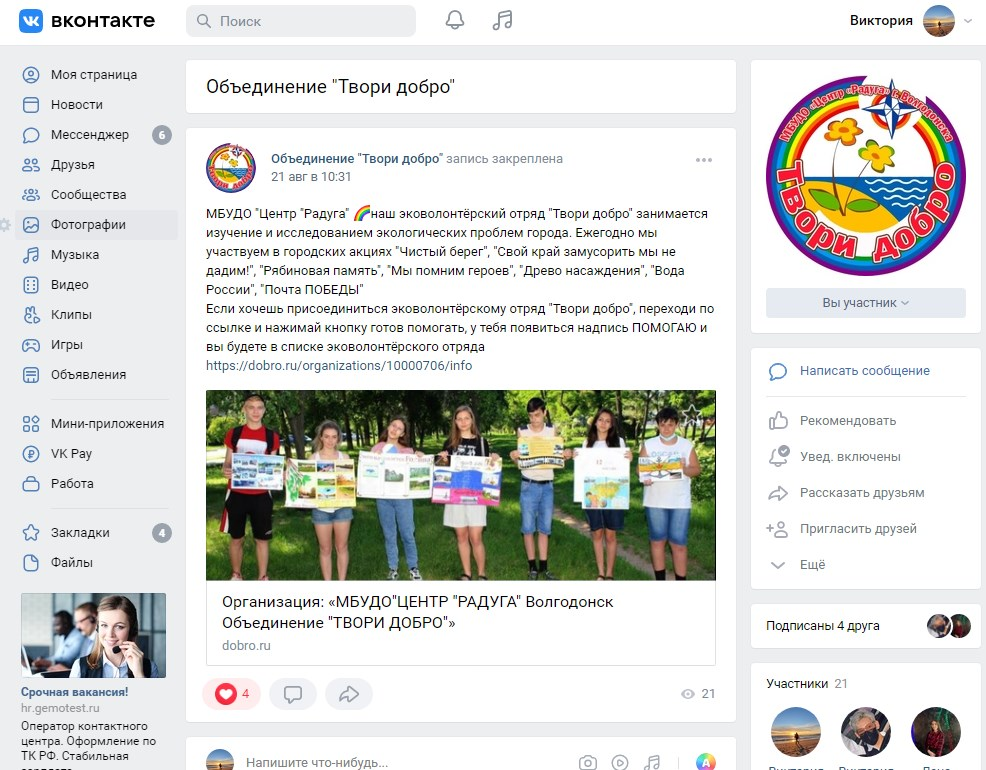 вконтакте
Поиск
Виктория
Моя страница
Новости
Мессенджер 6
Друзья
Сообщества
Фотографии
Музыка
Видео
Клипы
Игры
Объявления
Мини-приложения
VK Pay
Работа
Закладки 4
Файлы
Срочная вакансия!
hr.gemotest.ru
Оператор контактного
центра. Оформление по
ТК РФ. Стабильная
Объединение "Твори добро"
Объединение "Твори добро" запись закреплена
21 авг в 10:31
МБУДО "Центр "Радуга" 🌈наш эковолонтёрский отряд "Твори добро" занимается
изучение и исследованием экологических проблем города. Ежегодно мы
участвуем в городских акциях "Чистый берег", "Свой край замусорить мы не
дадим!", "Рябиновая память", "Мы помним героев", "Древо насаждения", "Вода
России", "Почта ПОБЕДЫ"
Если хочешь присоединиться эковолонтёрскому отряд "Твори добро", переходи по
ссылке и нажимай кнопку готов помогать, у тебя появиться надпись ПОМОГАЮ и
вы будете в списке эковолонтёрского отряда
https://dobro.ru/organizations/10000706/info
Организация: «МБУДО"ЦЕНТР "РАДУГА" Волгодонск
Объединение "ТВОРИ ДОБРО"»
dobro.ru
4
21
Напишите что-нибудь...
МБУДО «Центр «Радуга» г. Волгодонска
Твори добро
Вы участник
Написать сообщение
Рекомендовать
Увед. включены
Рассказать друзьям
Пригласить друзей
Ещё
Подписаны 4 друга
Участники 21